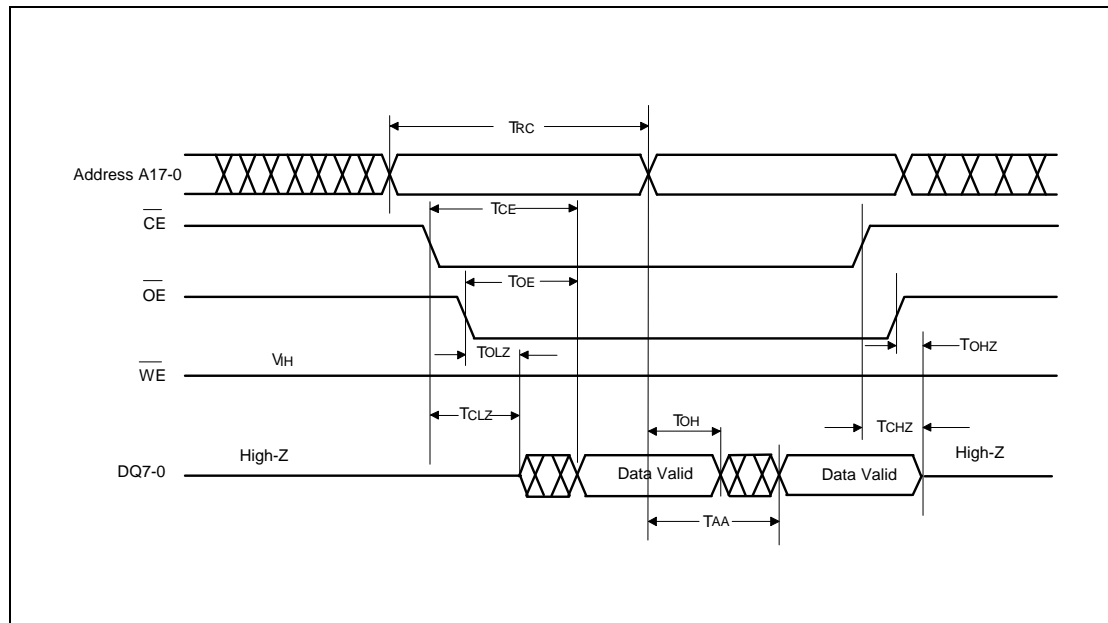 TRC
Address A17-0
TCE
CE
TOE
OE
TOLZ
TOHZ
VIH
WE
TCLZ
TOH
TCHZ
High-Z
High-Z
DQ7-0
Data Valid
Data Valid
TAA